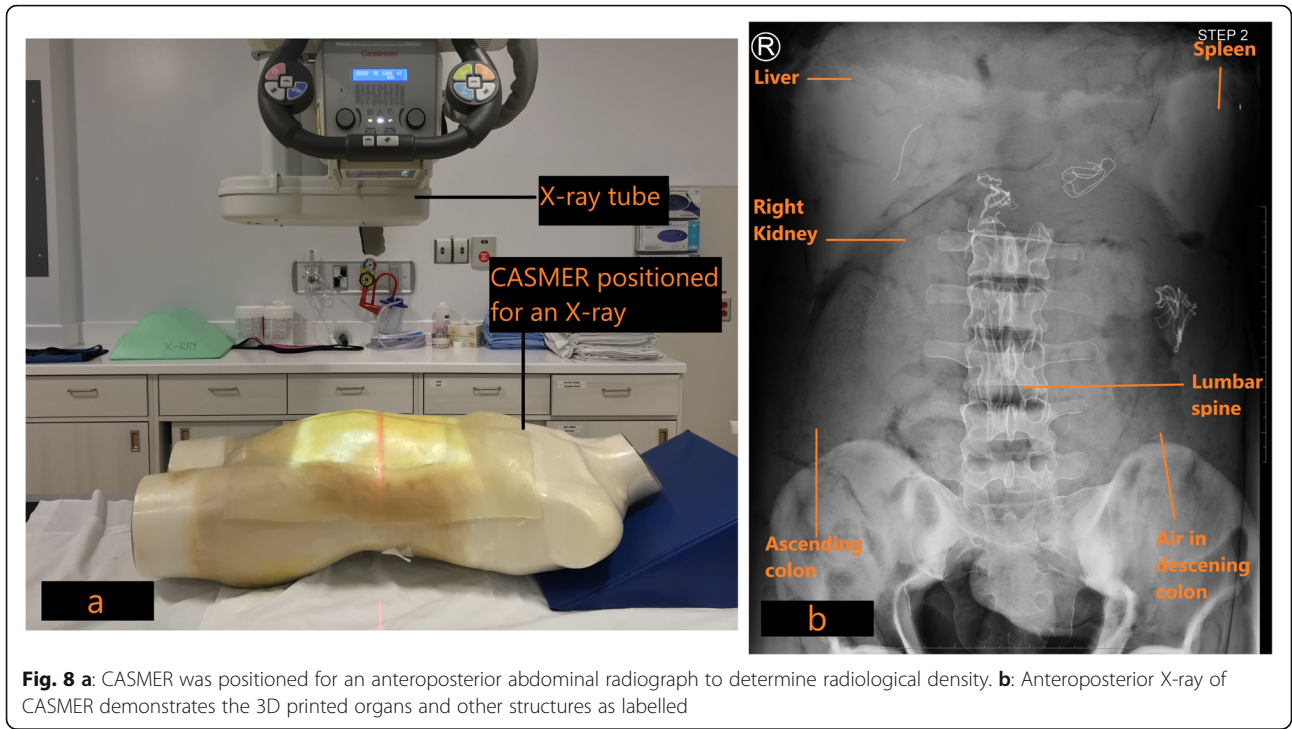 Carestream
X-ray tube
CASMER positioned
for an X-ray
X-RAY
a
R
STEP 2
Spleen
Liver
Right
Kidney
Lumbar
spine
Ascending
colon
Air in
descening
colon
b
Fig. 8 a: CASMER was positioned for an anteroposterior abdominal radiograph to determine radiological density. b: Anteroposterior X-ray of
CASMER demonstrates the 3D printed organs and other structures as labelled